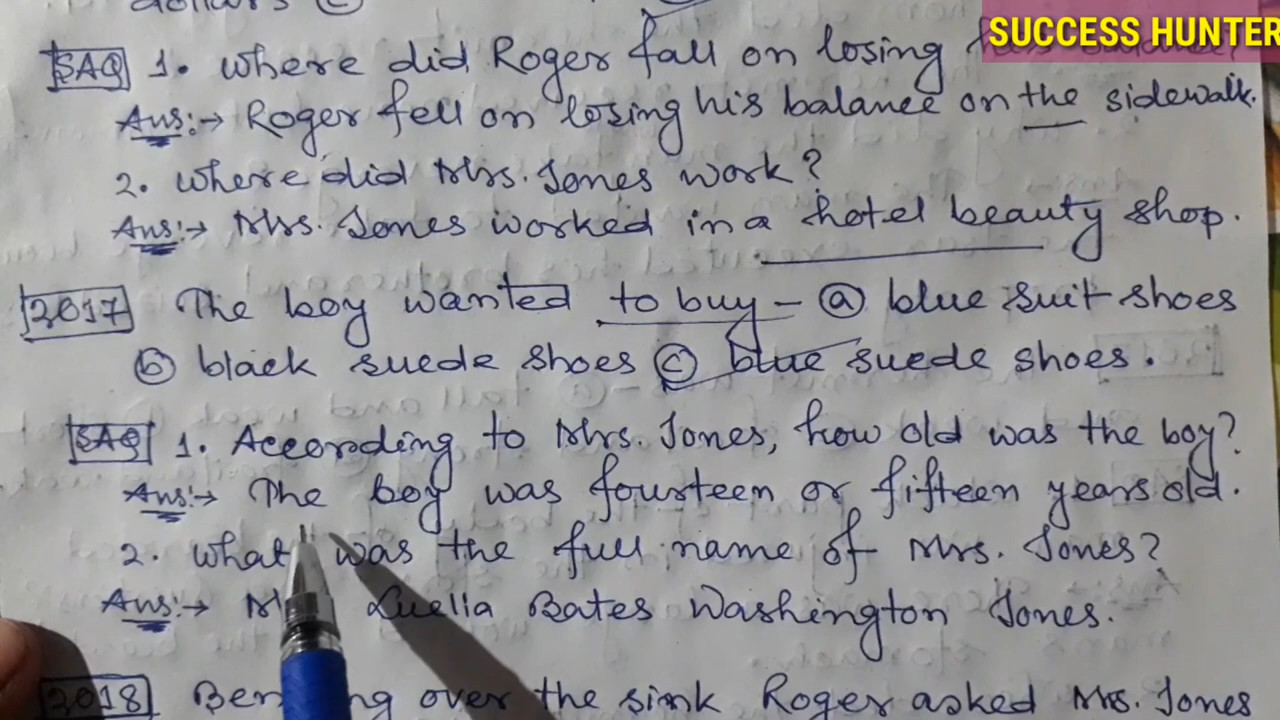 dollars ©
SUCCESS HUNTER
SAQ 1. Where did Roger fall on losing
Ans:→ Roger fell on losing his balance on the sidewalk.
2. Where did Mrs. Jones work?
Ans:→ Mrs. Jones worked in a hotel beauty shop.
2017 The boy wanted to buy - ⓐ blue suit shoes
ⓑ black suede shoes ⓒ blue suede shoes.
SAQ 1. According to Mrs. Jones, how old was the boy?
Ans:→ The boy was fourteen or fifteen years old.
2. What was the full name of Mrs. Jones?
Ans:→ Luella Bates Washington Jones.
2018 over the sink Roger asked Mrs. Jones